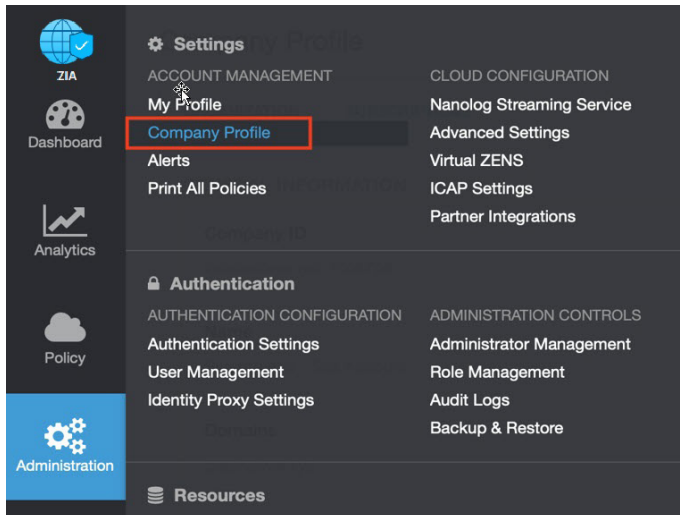 ZIA
Dashboard
Analytics
Policy
Administration
Settings
ACCOUNT MANAGEMENT
My Profile
Company Profile
Alerts
Print All Policies
CLOUD CONFIGURATION
Nanolog Streaming Service
Advanced Settings
Virtual ZENS
ICAP Settings
Partner Integrations
Authentication
AUTHENTICATION CONFIGURATION
Authentication Settings
User Management
Identity Proxy Settings
ADMINISTRATION CONTROLS
Administrator Management
Role Management
Audit Logs
Backup & Restore
Resources